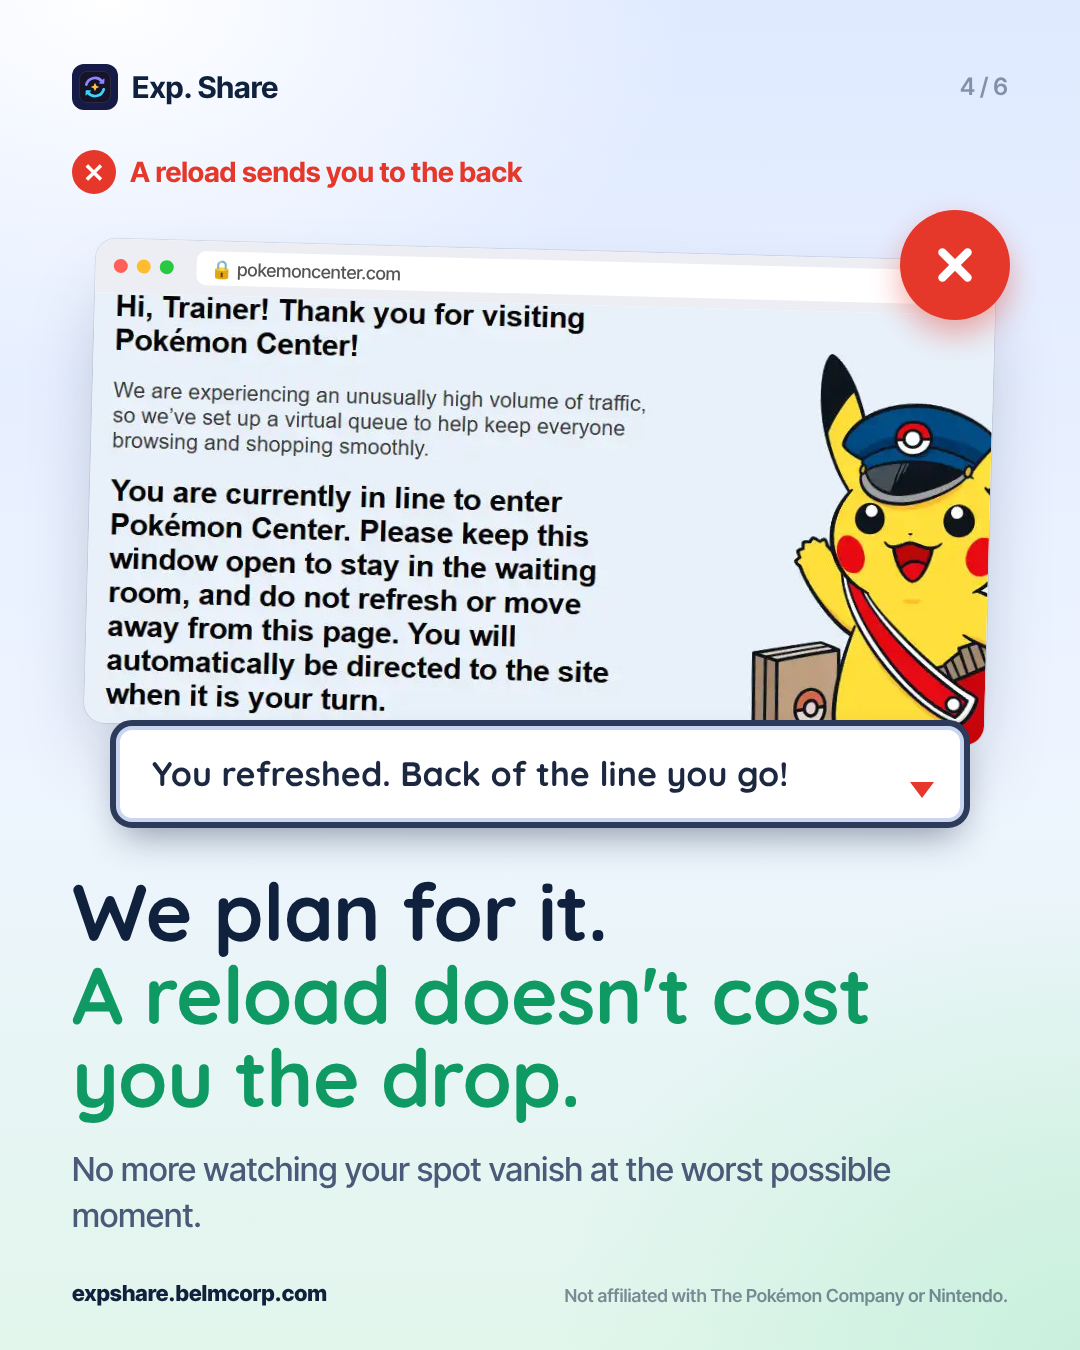 Exp. Share
4 / 6
A reload sends you to the back
pokemoncenter.com
Hi, Trainer! Thank you for visiting
Pokémon Center!
We are experiencing an unusually high volume of traffic,
so we’ve set up a virtual queue to help keep everyone
browsing and shopping smoothly.
You are currently in line to enter
Pokémon Center. Please keep this
window open to stay in the waiting
room, and do not refresh or move
away from this page. You will
automatically be directed to the site
when it is your turn.
You refreshed. Back of the line you go!
We plan for it.
A reload doesn't cost
you the drop.
No more watching your spot vanish at the worst possible
moment.
expshare.belmcorp.com
Not affiliated with The Pokémon Company or Nintendo.